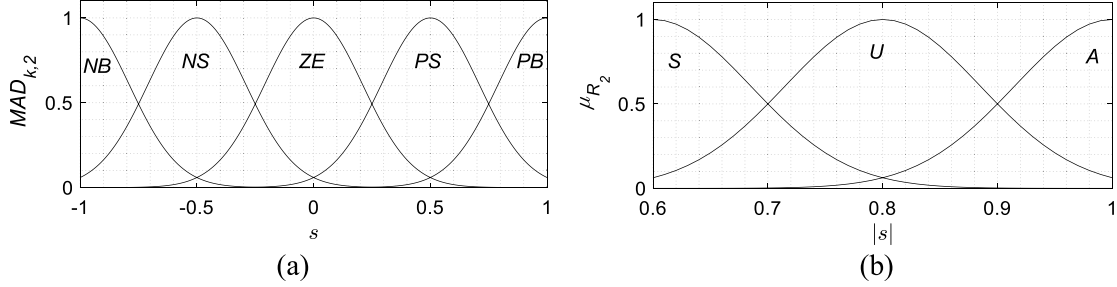 1
0.5
0
MAD_{k,2}
NB
NS
ZE
PS
PB
-1
-0.5
0
0.5
1
s
(a)
1
0.5
0
μ_{R_2}
S
U
A
0.6
0.7
0.8
0.9
1
|s|
(b)